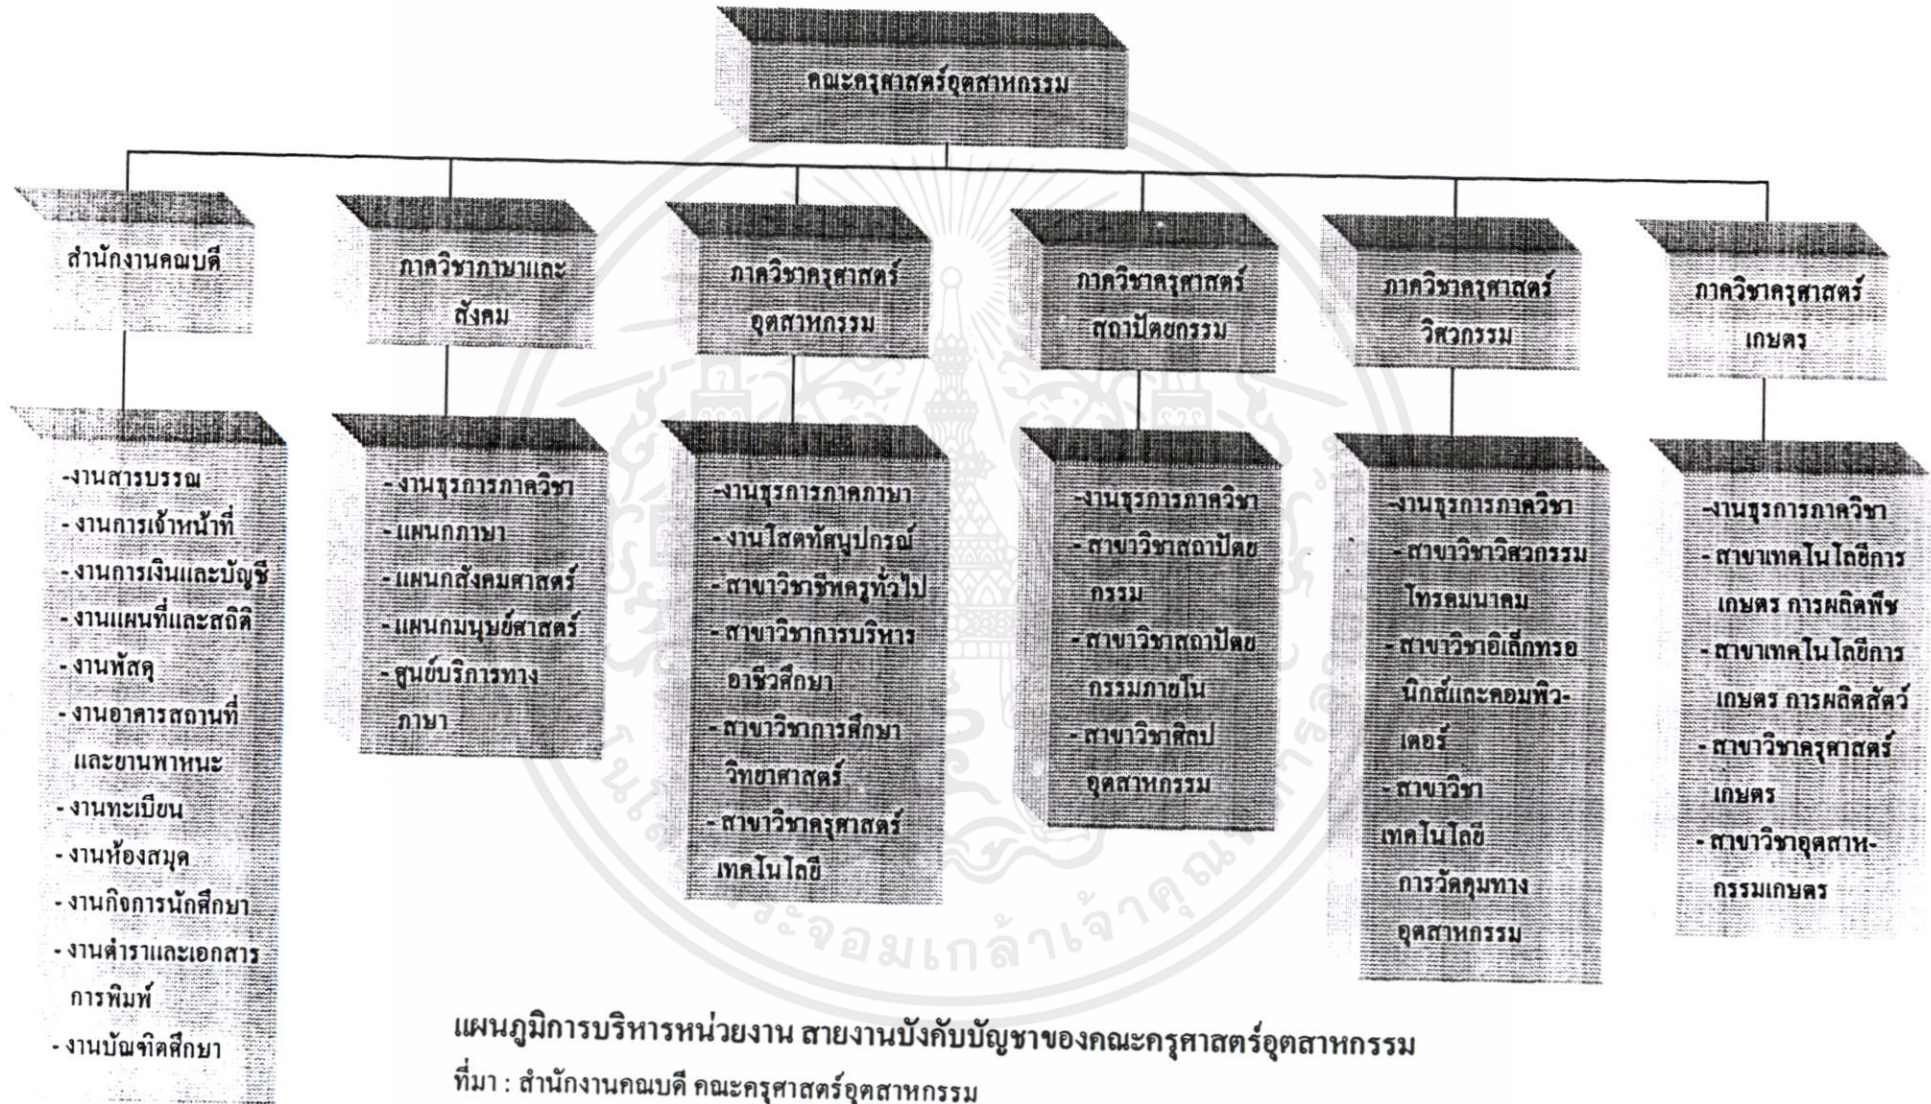 คณะครุศาสตร์อุตสาหกรรม
สำนักงานคณบดี
ภาควิชาภาษาและ
สังคม
ภาควิชาครุศาสตร์
อุตสาหกรรม
ภาควิชาครุศาสตร์
สถาปัตยกรรม
ภาควิชาครุศาสตร์
วิศวกรรม
ภาควิชาครุศาสตร์
เกษตร
-งานสารบรรณ
- งานการเจ้าหน้าที่
- งานการเงินและบัญชี
- งานแผนที่และสถิติ
- งานพัสดุ
- งานอาคารสถานที่
และยานพาหนะ
- งานทะเบียน
- งานห้องสมุด
- งานกิจการนักศึกษา
- งานตำราและเอกสาร
การพิมพ์
- งานบัณฑิตศึกษา
- งานธุรการภาควิชา
- แผนกภาษา
- แผนกสังคมศาสตร์
- แผนกมนุษย์ศาสตร์
- ศูนย์บริการทาง
ภาษา
-งานธุรการภาคภาษา
- งานโสตทัศนูปกรณ์
- สาขาวิชาชีพครูทั่วไป
- สาขาวิชาการบริหาร
อาชีวศึกษา
- สาขาวิชาการศึกษา
วิทยาศาสตร์
- สาขาวิชาครุศาสตร์
เทคโนโลยี
-งานธุรการภาควิชา
- สาขาวิชาสถาปัตย
กรรม
- สาขาวิชาสถาปัตย
กรรมภายใน
- สาขาวิชาศิลป
อุตสาหกรรม
-งานธุรการภาควิชา
- สาขาวิชาวิศวกรรม
โทรคมนาคม
- สาขาวิชาอิเล็กทรอ
นิกส์และคอมพิว-
เตอร์
- สาขาวิชา
เทคโนโลยี
การวัดคุมทาง
อุตสาหกรรม
-งานธุรการภาควิชา
- สาขาเทคโนโลยีการ
เกษตร การผลิตพืช
- สาขาเทคโนโลยีการ
เกษตร การผลิตสัตว์
- สาขาวิชาครุศาสตร์
เกษตร
- สาขาวิชาอุตสาห-
กรรมเกษตร
แผนภูมิการบริหารหน่วยงาน สายงานบังคับบัญชาของคณะครุศาสตร์อุตสาหกรรม
ที่มา : สำนักงานคณบดี คณะครุศาสตร์อุตสาหกรรม